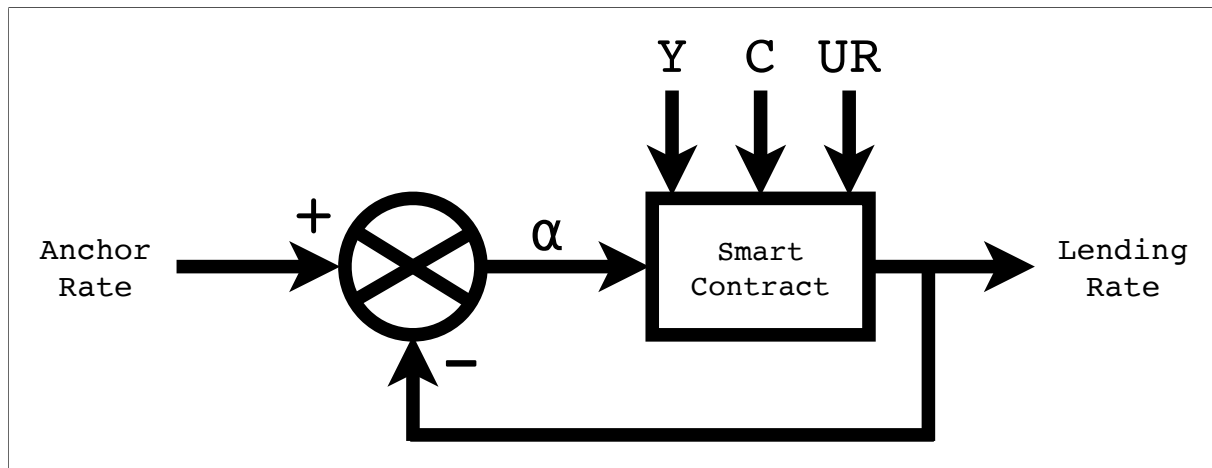 Y C UR
+
α
Anchor
Rate
Smart
Contract
Lending
Rate
−